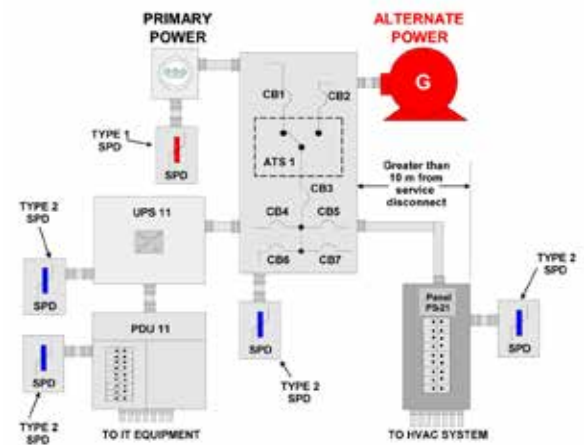 PRIMARY
POWER
ALTERNATE
POWER
G
CB1
CB2
ATS 1
CB3
CB4
CB5
CB6
CB7
TYPE 1
SPD
SPD
Greater than
10 m from
service
disconnect
TYPE 2
SPD
UPS 11
SPD
PDU 11
SPD
TYPE 2
SPD
TO IT EQUIPMENT
SPD
TYPE 2
SPD
Panel
TYPE 2
SPD
SPD
TO HVAC SYSTEM